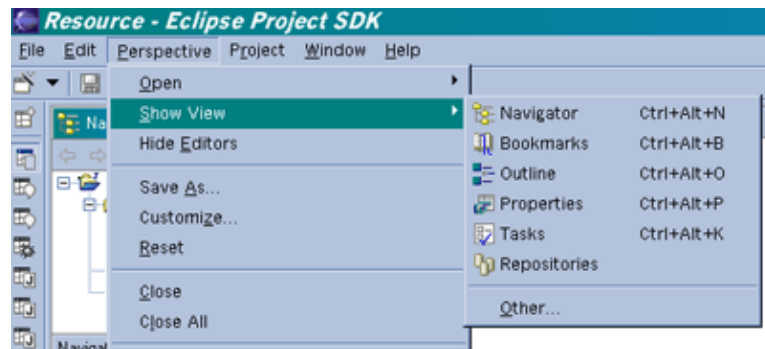 Resource - Eclipse Project SDK
File Edit Perspective Project Window Help
Open
Show View
Hide Editors
Save As...
Customize...
Reset
Close
Close All
Navigator Ctrl+Alt+N
Bookmarks Ctrl+Alt+B
Outline Ctrl+Alt+O
Properties Ctrl+Alt+P
Tasks Ctrl+Alt+K
Repositories
Other...